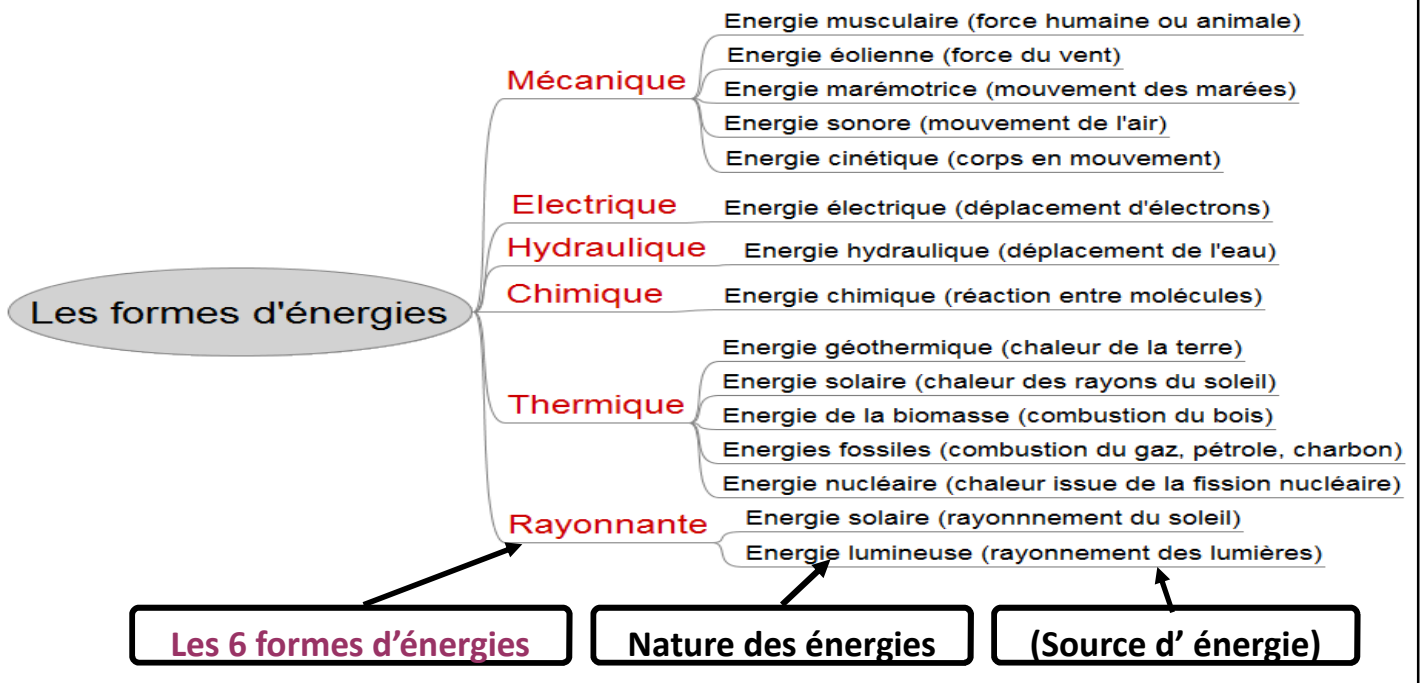 Les formes d'énergies
Mécanique
Energie musculaire (force humaine ou animale)
Energie éolienne (force du vent)
Energie marémotrice (mouvement des marées)
Energie sonore (mouvement de l'air)
Energie cinétique (corps en mouvement)
Electrique
Energie électrique (déplacement d'électrons)
Hydraulique
Energie hydraulique (déplacement de l'eau)
Chimique
Energie chimique (réaction entre molécules)
Thermique
Energie géothermique (chaleur de la terre)
Energie solaire (chaleur des rayons du soleil)
Energie de la biomasse (combustion du bois)
Energies fossiles (combustion du gaz, pétrole, charbon)
Energie nucléaire (chaleur issue de la fission nucléaire)
Rayonnante
Energie solaire (rayonnnement du soleil)
Energie lumineuse (rayonnement des lumières)
Les 6 formes d’énergies
Nature des énergies
(Source d’ énergie)